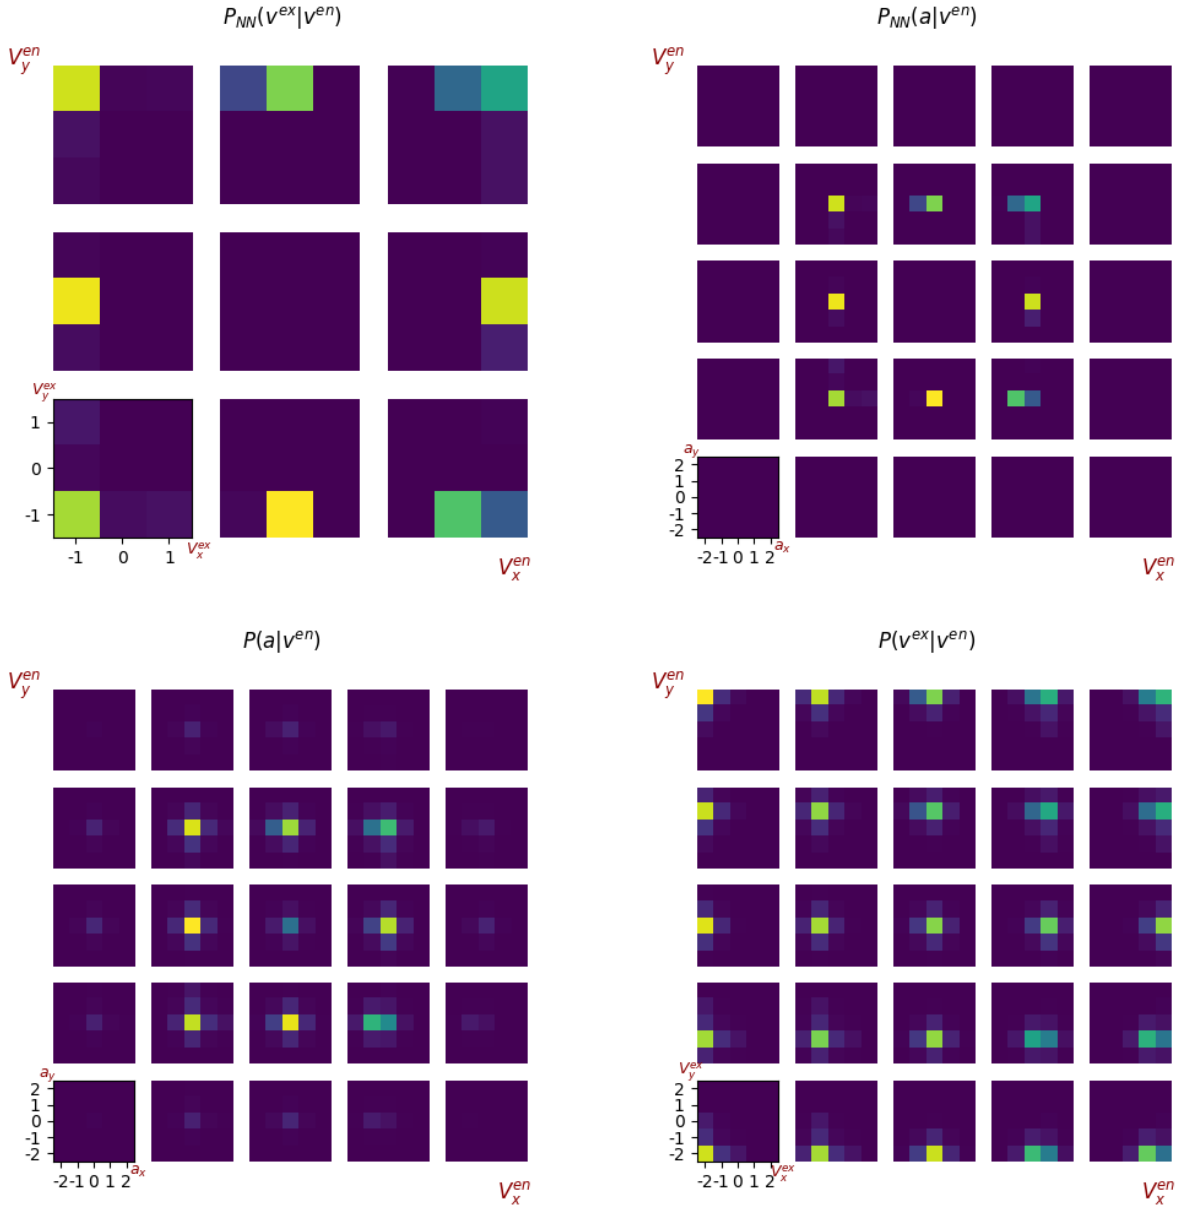 P_NN(v^ex|v^en)
V_y^en
V_y^ex
1
0
-1
-1 0 1
V_x^ex
V_x^en
P_NN(a|v^en)
V_y^en
a_y
2
1
0
-1
-2
-2 -1 0 1 2
a_x
V_x^en
P(a|v^en)
V_y^en
a_y
2
1
0
-1
-2
-2 -1 0 1 2
a_x
V_x^en
P(v^ex|v^en)
V_y^en
V_y^ex
2
1
0
-1
-2
-2 -1 0 1 2
V_x^ex
V_x^en